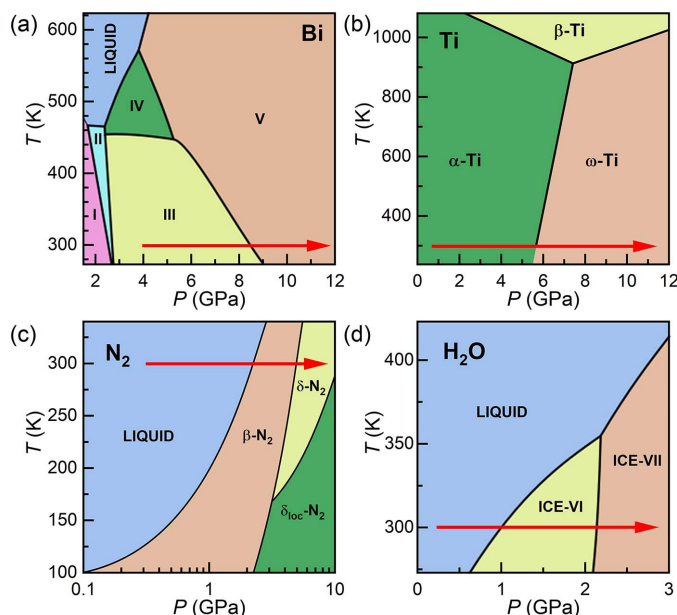 (a)
Bi
LIQUID
IV
V
II
I
III
T (K)
600
550
500
450
400
350
300
2 4 6 8 10 12
P (GPa)
(b)
Ti
β-Ti
α-Ti
ω-Ti
T (K)
1000
800
600
400
0 2 4 6 8 10 12
P (GPa)
(c)
N₂
LIQUID
β-N₂
δ-N₂
δloc-N₂
T (K)
300
250
200
150
100
0.1 1 10
P (GPa)
(d)
H₂O
LIQUID
ICE-VI
ICE-VII
T (K)
400
350
300
0 1 2 3
P (GPa)